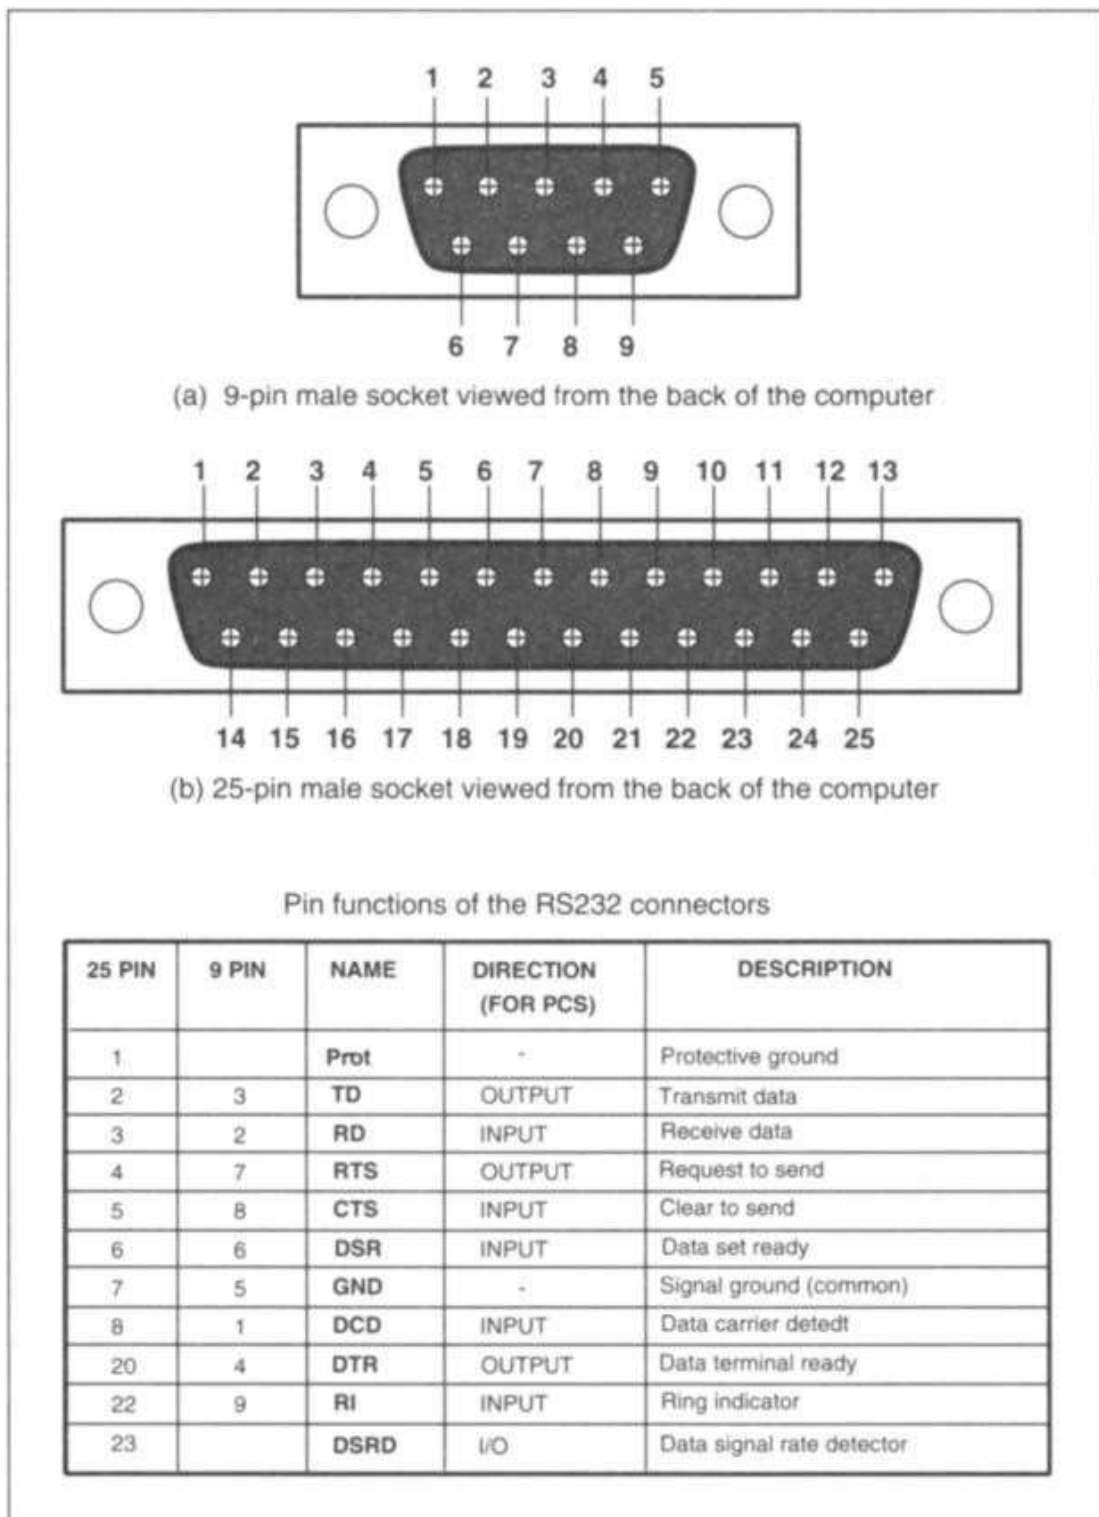 1 2 3 4 5
6 7 8 9
(a) 9-pin male socket viewed from the back of the computer
1 2 3 4 5 6 7 8 9 10 11 12 13
14 15 16 17 18 19 20 21 22 23 24 25
(b) 25-pin male socket viewed from the back of the computer
Pin functions of the RS232 connectors
25 PIN 9 PIN NAME DIRECTION (FOR PCS) DESCRIPTION
1 Prot - Protective ground
2 3 TD OUTPUT Transmit data
3 2 RD INPUT Receive data
4 7 RTS OUTPUT Request to send
5 8 CTS INPUT Clear to send
6 6 DSR INPUT Data set ready
7 5 GND - Signal ground (common)
8 1 DCD INPUT Data carrier detedt
20 4 DTR OUTPUT Data terminal ready
22 9 RI INPUT Ring indicator
23 DSRD I/O Data signal rate detector